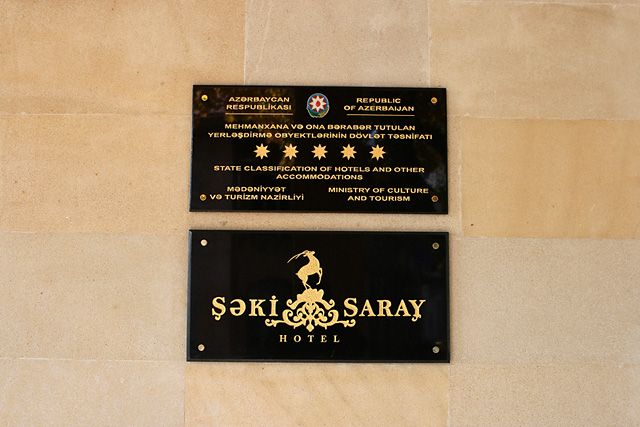 AZƏRBAYCAN
RESPUBLİKASI
REPUBLIC
OF AZERBAIJAN
MEHMANXANA VƏ ONA BƏRABƏR TUTULAN
YERLƏŞDİRMƏ OBYEKTLƏRİNİN DÖVLƏT TƏSNİFATI
STATE CLASSIFICATION OF HOTELS AND OTHER
ACCOMMODATIONS
MƏDƏNİYYƏT
VƏ TURİZM NAZİRLİYİ
MINISTRY OF CULTURE
AND TOURISM
ŞƏKİ SARAY
HOTEL